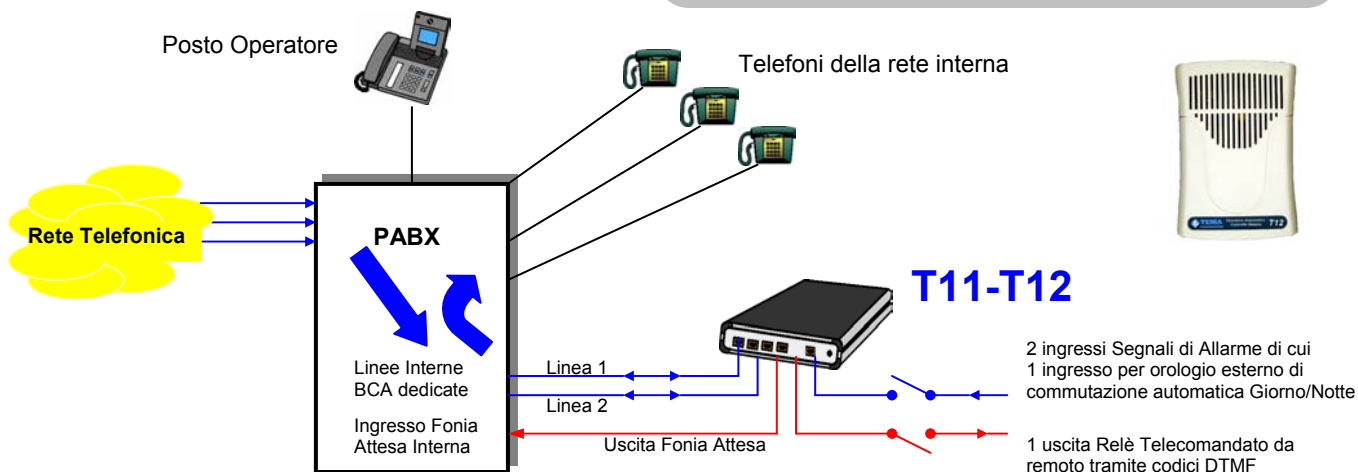 Posto Operatore
Telefoni della rete interna
Rete Telefonica
PABX
T11-T12
Linee Interne
BCA dedicate
Ingresso Fonia
Attesa Interna
Linea 1
Linea 2
Uscita Fonia Attesa
2 ingressi Segnali di Allarme di cui
1 ingresso per orologio esterno di
commutazione automatica Giorno/Notte
1 uscita Relè Telecomandato da
remoto tramite codici DTMF
TEMA
T12